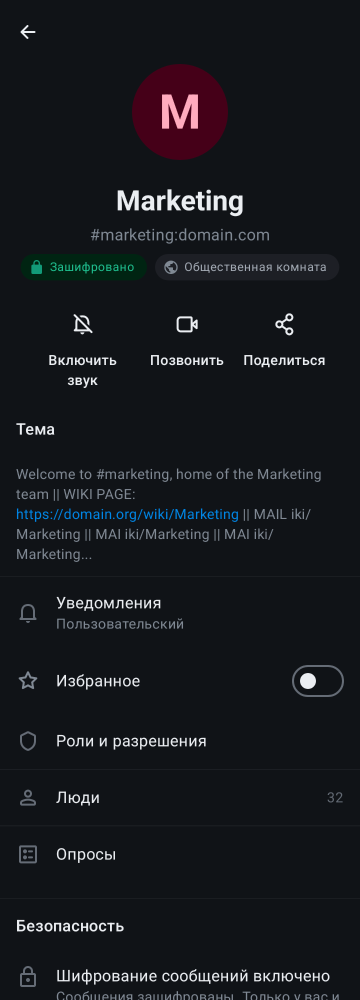 M
Marketing
#marketing:domain.com
Зашифровано
Общественная комната
Включить
звук
Позвонить
Поделиться
Тема
Welcome to #marketing, home of the Marketing
team || WIKI PAGE:
https://domain.org/wiki/Marketing || MAIL iki/
Marketing || MAI iki/Marketing || MAI iki/
Marketing...
Уведомления
Пользовательский
Избранное
Роли и разрешения
Люди
32
Опросы
Безопасность
Шифрование сообщений включено
Сообщения зашифрованы. Только у вас и